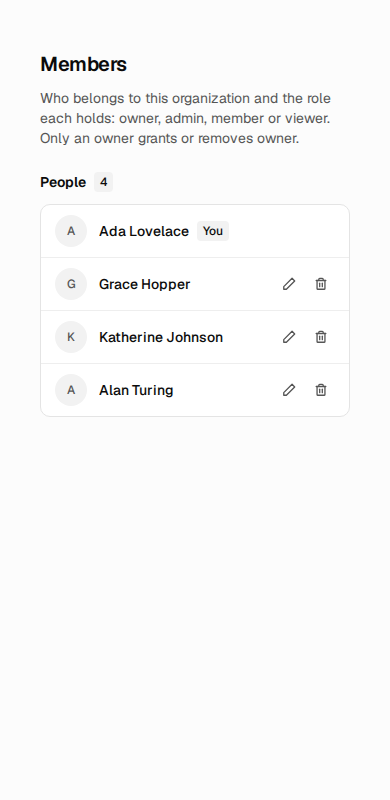 Members
Who belongs to this organization and the role
each holds: owner, admin, member or viewer.
Only an owner grants or removes owner.
People 4
A Ada Lovelace You
G Grace Hopper
K Katherine Johnson
A Alan Turing